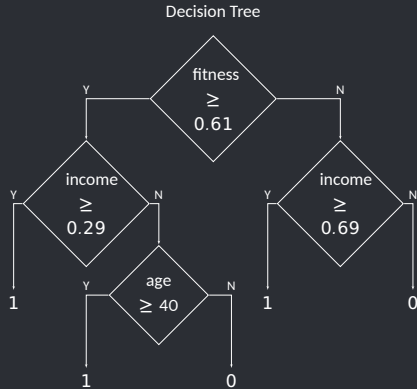 Decision Tree
fitness
≥
0.61
Y
N
income
≥
0.29
Y
N
income
≥
0.69
Y
N
age
≥ 40
Y
N
1
1
0
1
0